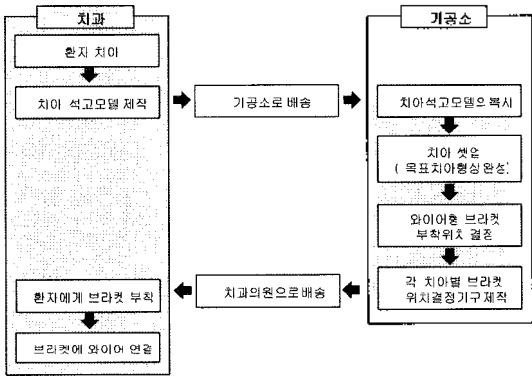 치과
기공소
환자 치아
치아 석고모델 제작
기공소로 배송
치아석고모델의 복사
치아 셋업
( 목표치아형상 완성)
와이어형 브라켓
부착위치 결정
각 치아별 브라켓
위치결정기구 제작
치과의원으로 배송
환자에게 브라켓 부착
브라켓에 와이어 연결